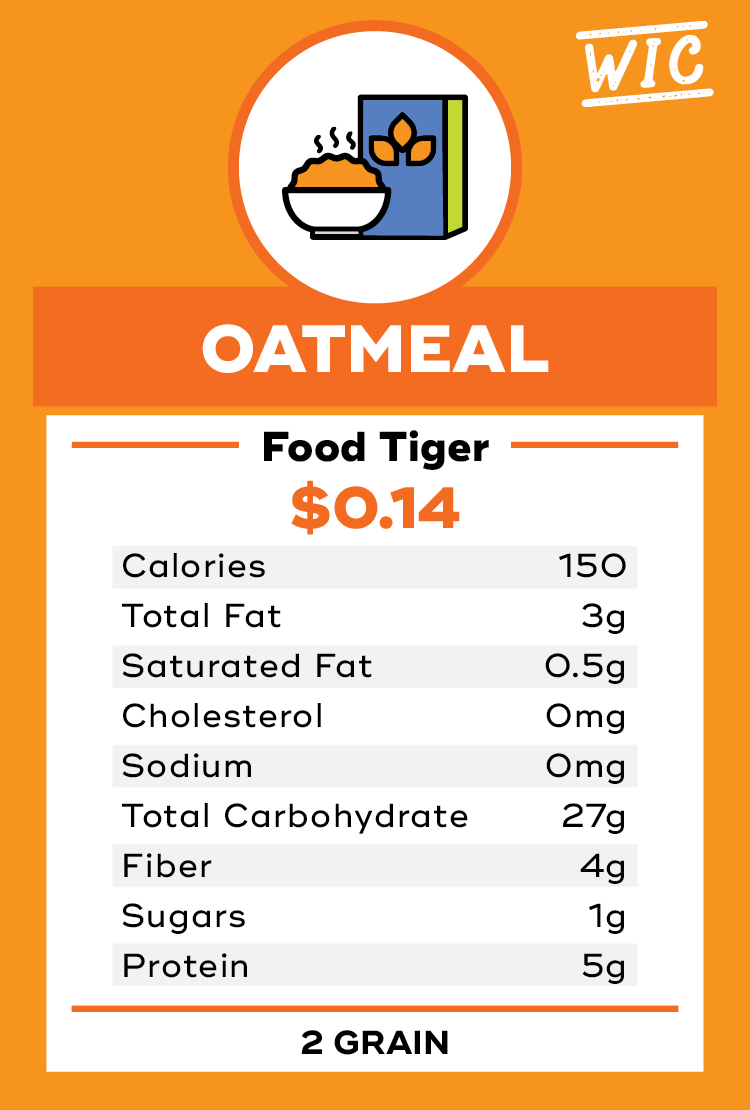 WIC
OATMEAL
Food Tiger
$0.14
Calories 150
Total Fat 3g
Saturated Fat 0.5g
Cholesterol 0mg
Sodium 0mg
Total Carbohydrate 27g
Fiber 4g
Sugars 1g
Protein 5g
2 GRAIN